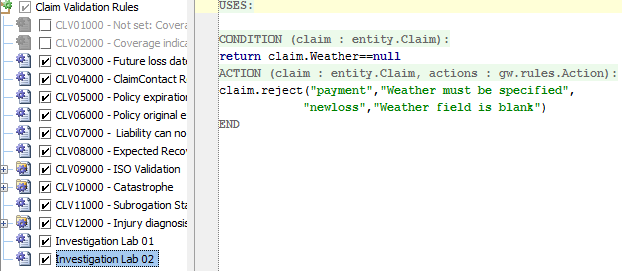 Claim Validation Rules
CLV01000 - Not set: Covera
CLV02000 - Coverage indica
CLV03000 - Future loss date
CLV04000 - ClaimContact R
CLV05000 - Policy expiration
CLV06000 - Policy original e
CLV07000 - Liability can no
CLV08000 - Expected Recov
CLV09000 - ISO Validation
CLV10000 - Catastrophe
CLV11000 - Subrogation Sta
CLV12000 - Injury diagnosis
Investigation Lab 01
Investigation Lab 02
USES:
CONDITION (claim : entity.Claim):
return claim.Weather==null
ACTION (claim : entity.Claim, actions : gw.rules.Action):
claim.reject("payment","Weather must be specified",
"newloss","Weather field is blank")
END